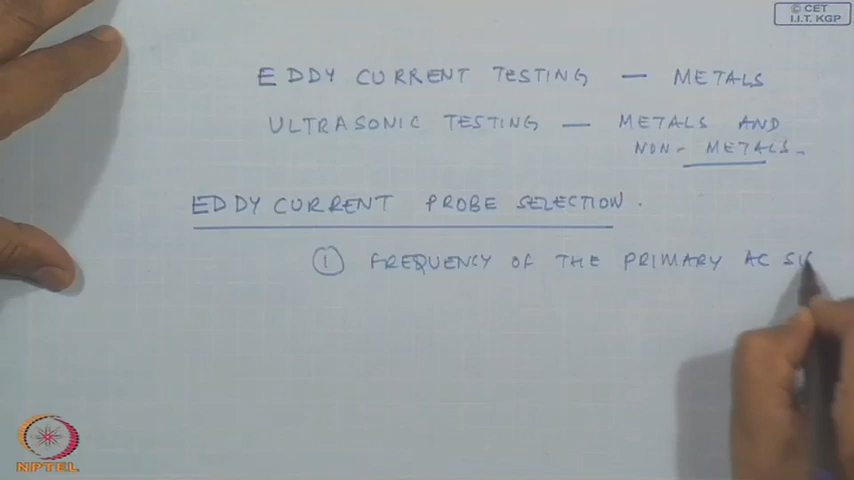 © CET
I.I.T. KGP
EDDY CURRENT TESTING — METALS
ULTRASONIC TESTING — METALS AND
NON-METALS.
EDDY CURRENT PROBE SELECTION.
① FREQUENCY OF THE PRIMARY AC
NPTEL